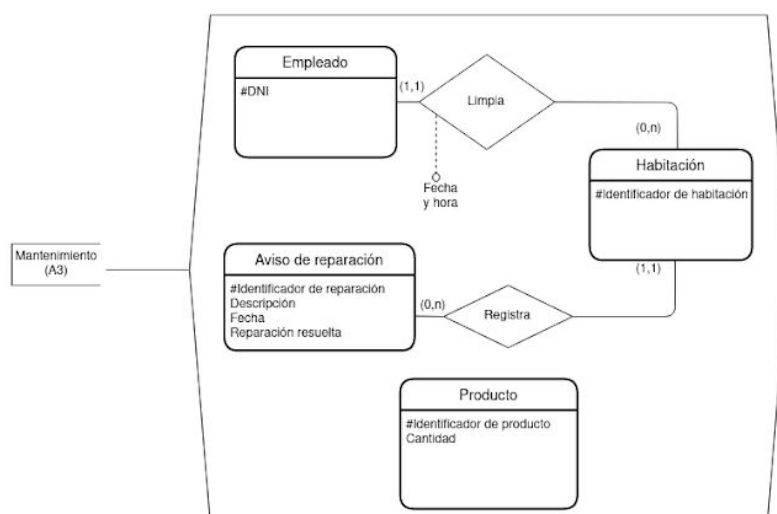 Empleado
#DNI
(1,1)
Limpia
(0,n)
Fecha
y hora
Habitación
#Identificador de habitación
(1,1)
Mantenimiento
(A3)
Aviso de reparación
#Identificador de reparación
Descripción
Fecha
Reparación resuelta
(0,n)
Registra
Producto
#Identificador de producto
Cantidad